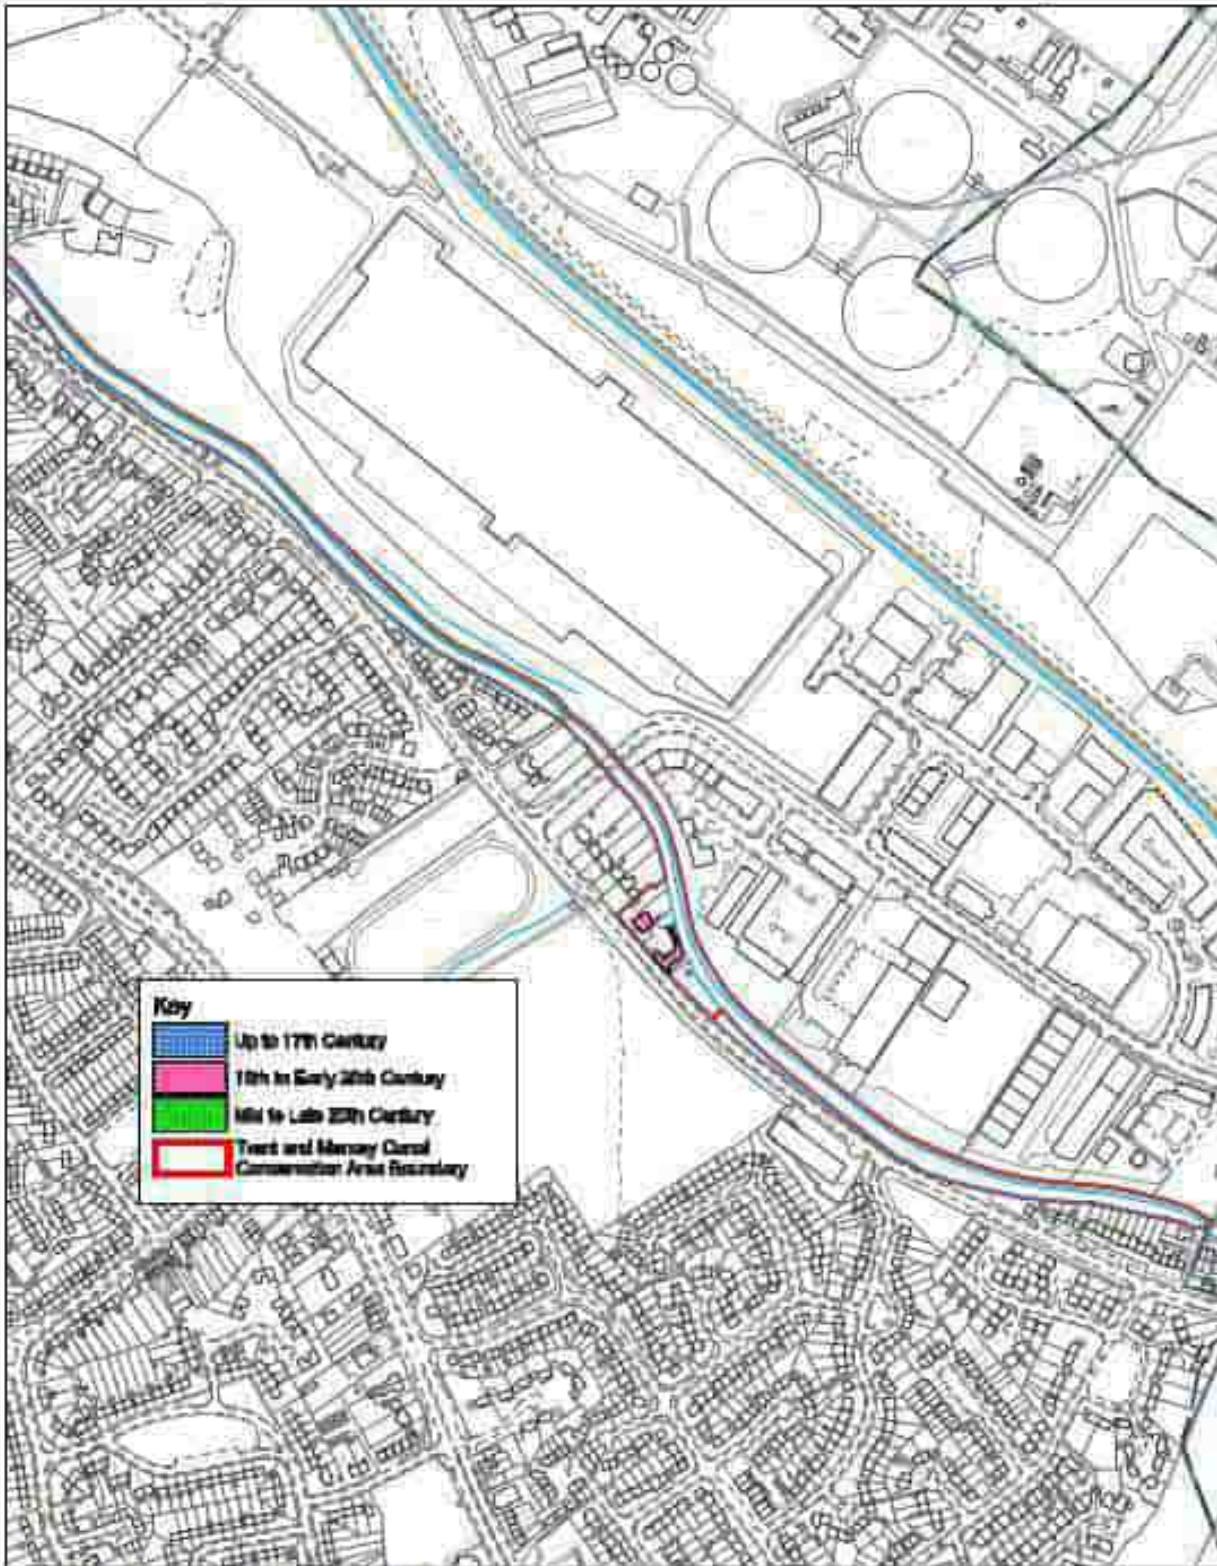 Key
Up to 17th Century
18th to Early 20th Century
Mid to Late 20th Century
Trent and Mersey Canal
Conservation Area Boundary